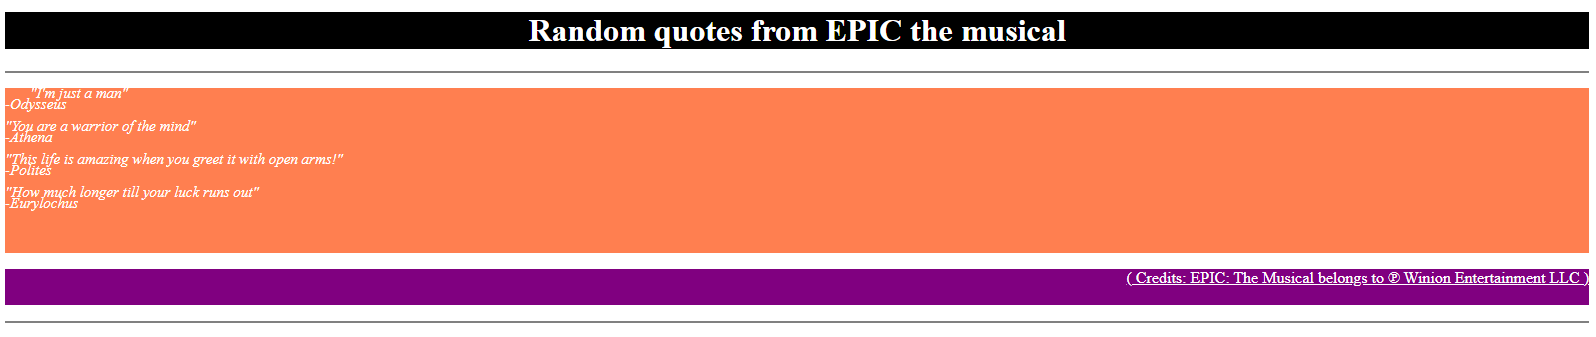 Random quotes from EPIC the musical
"I'm just a man"
-Odysseus
"You are a warrior of the mind"
-Athena
"This life is amazing when you greet it with open arms!"
-Polites
"How much longer till your luck runs out"
-Eurylochus
( Credits: EPIC: The Musical belongs to ℗ Winion Entertainment LLC )